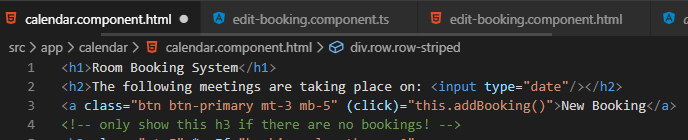 calendar.component.html edit-booking.component.ts edit-booking.component.html
src > app > calendar > calendar.component.html > div.row.row-striped
1 <h1>Room Booking System</h1>
2 <h2>The following meetings are taking place on: <input type="date"/></h2>
3 <a class="btn btn-primary mt-3 mb-5" (click)="this.addBooking()">New Booking</a>
4 <!-- only show this h3 if there are no bookings! -->